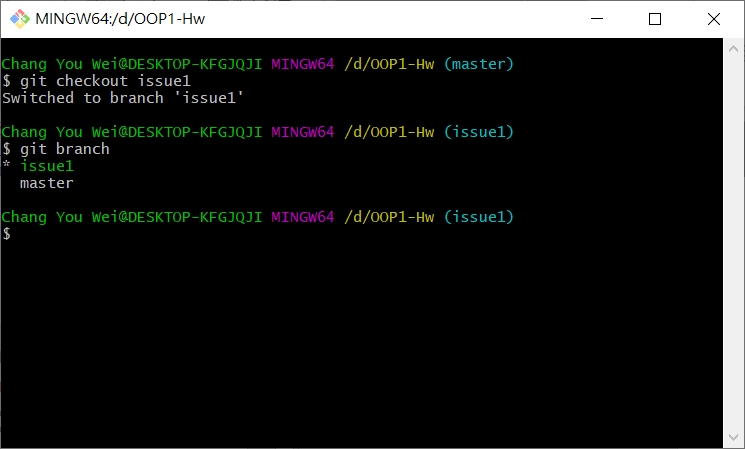 MINGW64:/d/OOP1-Hw
Chang You Wei@DESKTOP-KFGJQJI MINGW64 /d/OOP1-Hw (master)
$ git checkout issue1
Switched to branch 'issue1'
Chang You Wei@DESKTOP-KFGJQJI MINGW64 /d/OOP1-Hw (issue1)
$ git branch
* issue1
  master
Chang You Wei@DESKTOP-KFGJQJI MINGW64 /d/OOP1-Hw (issue1)
$